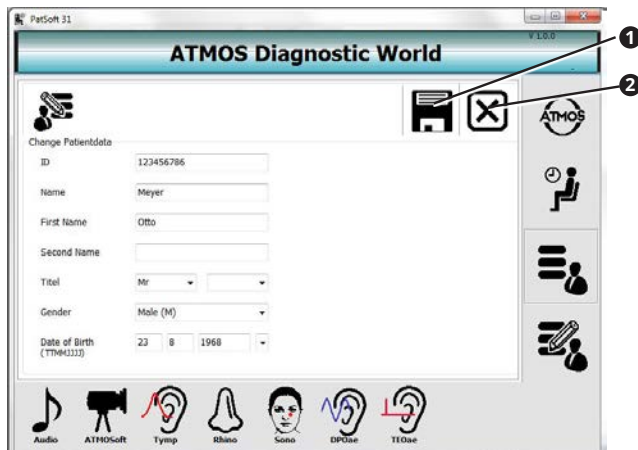 PatSoft 31
V 1.0.0
ATMOS Diagnostic World
1
2
ATMOS
Change Patientdata
ID 123456786
Name Meyer
First Name Otto
Second Name
Titel Mr
Gender Male (M)
Date of Birth 23 8 1968
(TTMMJJJJ)
Audio ATMOSoft Tymp Rhino Sono DPOae TEOae